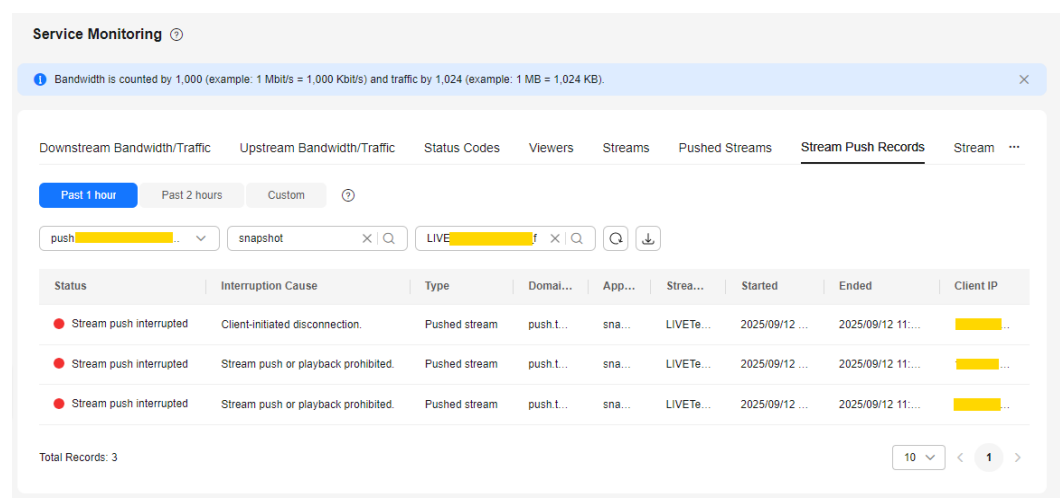 Service Monitoring ?
Bandwidth is counted by 1,000 (example: 1 Mbit/s = 1,000 Kbit/s) and traffic by 1,024 (example: 1 MB = 1,024 KB).
Downstream Bandwidth/Traffic Upstream Bandwidth/Traffic Status Codes Viewers Streams Pushed Streams Stream Push Records Stream ...
Past 1 hour Past 2 hours Custom ?
push .. snapshot LIVE f
Status Interruption Cause Type Domai... App... Strea... Started Ended Client IP
Stream push interrupted Client-initiated disconnection. Pushed stream push.t... sna... LIVETe... 2025/09/12 ... 2025/09/12 11:... ...
Stream push interrupted Stream push or playback prohibited. Pushed stream push.t... sna... LIVETe... 2025/09/12 ... 2025/09/12 11:... ...
Stream push interrupted Stream push or playback prohibited. Pushed stream push.t... sna... LIVETe... 2025/09/12 ... 2025/09/12 11:... ...
Total Records: 3 10 < 1 >